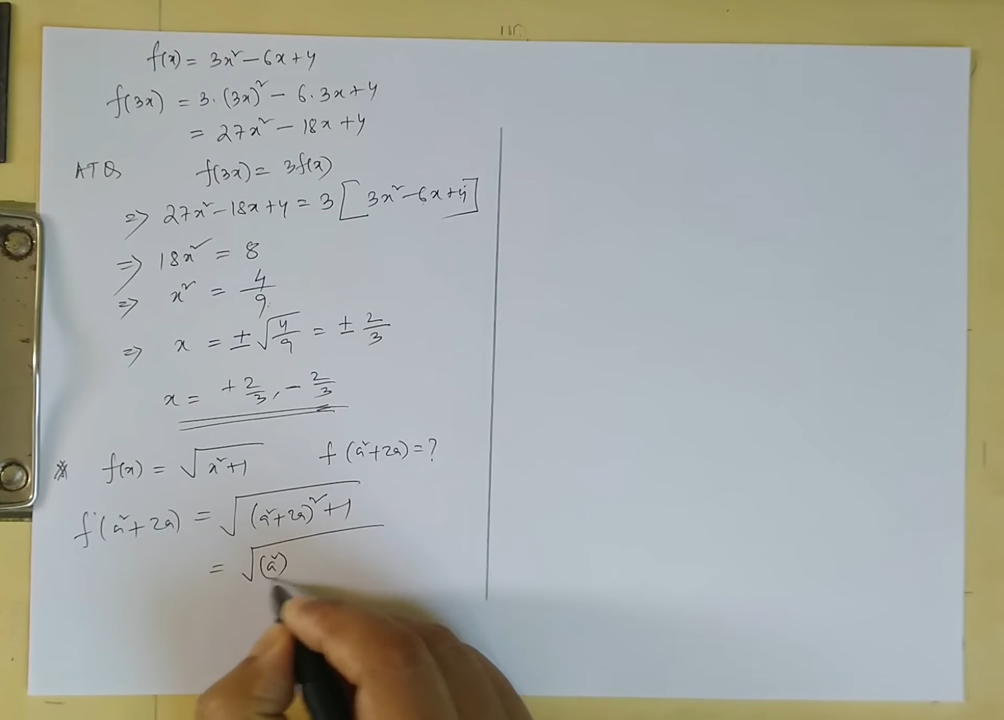 f(x) = 3x² - 6x + 4
f(3x) = 3·(3x)² - 6·3x + 4
= 27x² - 18x + 4
ATQ f(3x) = 3f(x)
⇒ 27x² - 18x + 4 = 3[3x² - 6x + 4]
⇒ 18x² = 8
⇒ x² = 4/9
⇒ x = ±√(4/9) = ± 2/3
x = +2/3, -2/3
* f(x) = √(x²+1) f(a²+2a) = ?
f(a²+2a) = √((a²+2a)²+1)
= √(a²)